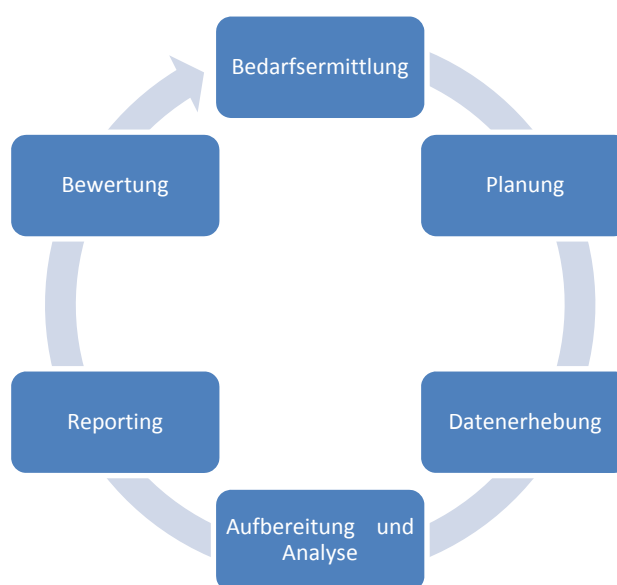 Bedarfsermittlung
Planung
Datenerhebung
Aufbereitung und
Analyse
Reporting
Bewertung